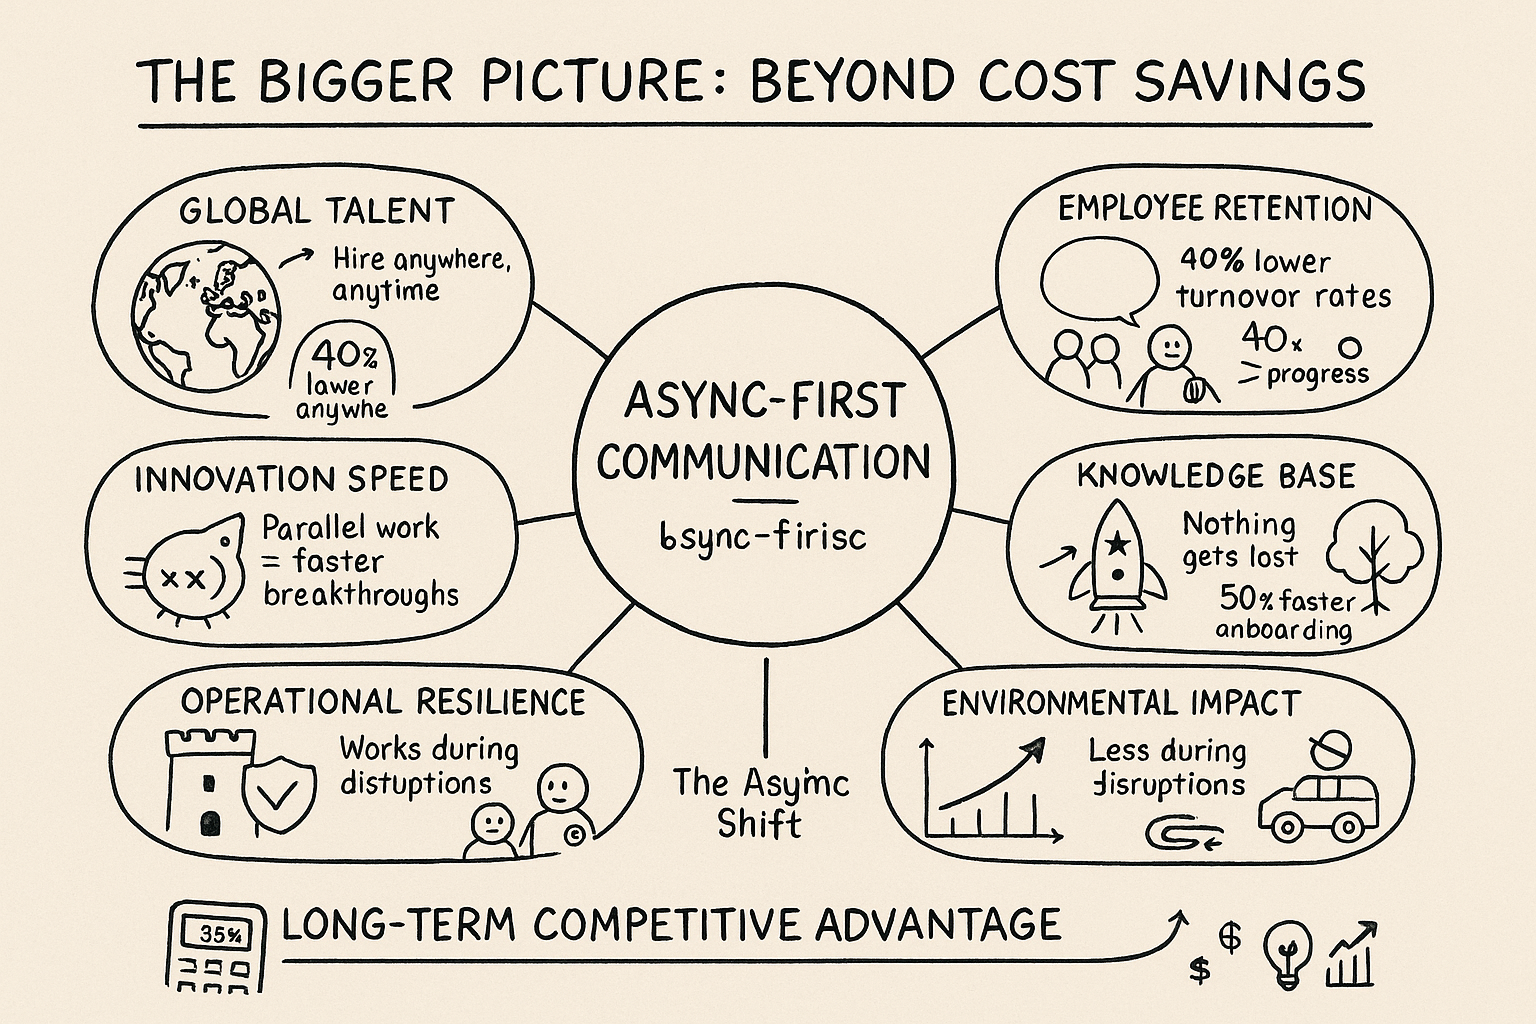 THE BIGGER PICTURE: BEYOND COST SAVINGS
GLOBAL TALENT
Hire anywhere,
anytime
40%
lawer
anywhe
EMPLOYEE RETENTION
40% lower
turnovor rates
40x
progress
ASYNC-FIRST
COMMUNICATION
bsync-firisc
INNOVATION SPEED
Parallel work
= faster
breakthroughs
KNOWLEDGE BASE
Nothing
gets lost
50% faster
anboarding
OPERATIONAL RESILIENCE
Works during
distuptions
The Asyinc
Shift
ENVIRONMENTAL IMPACT
Less during
disruptions
35%
LONG-TERM COMPETITIVE ADVANTAGE
$
$